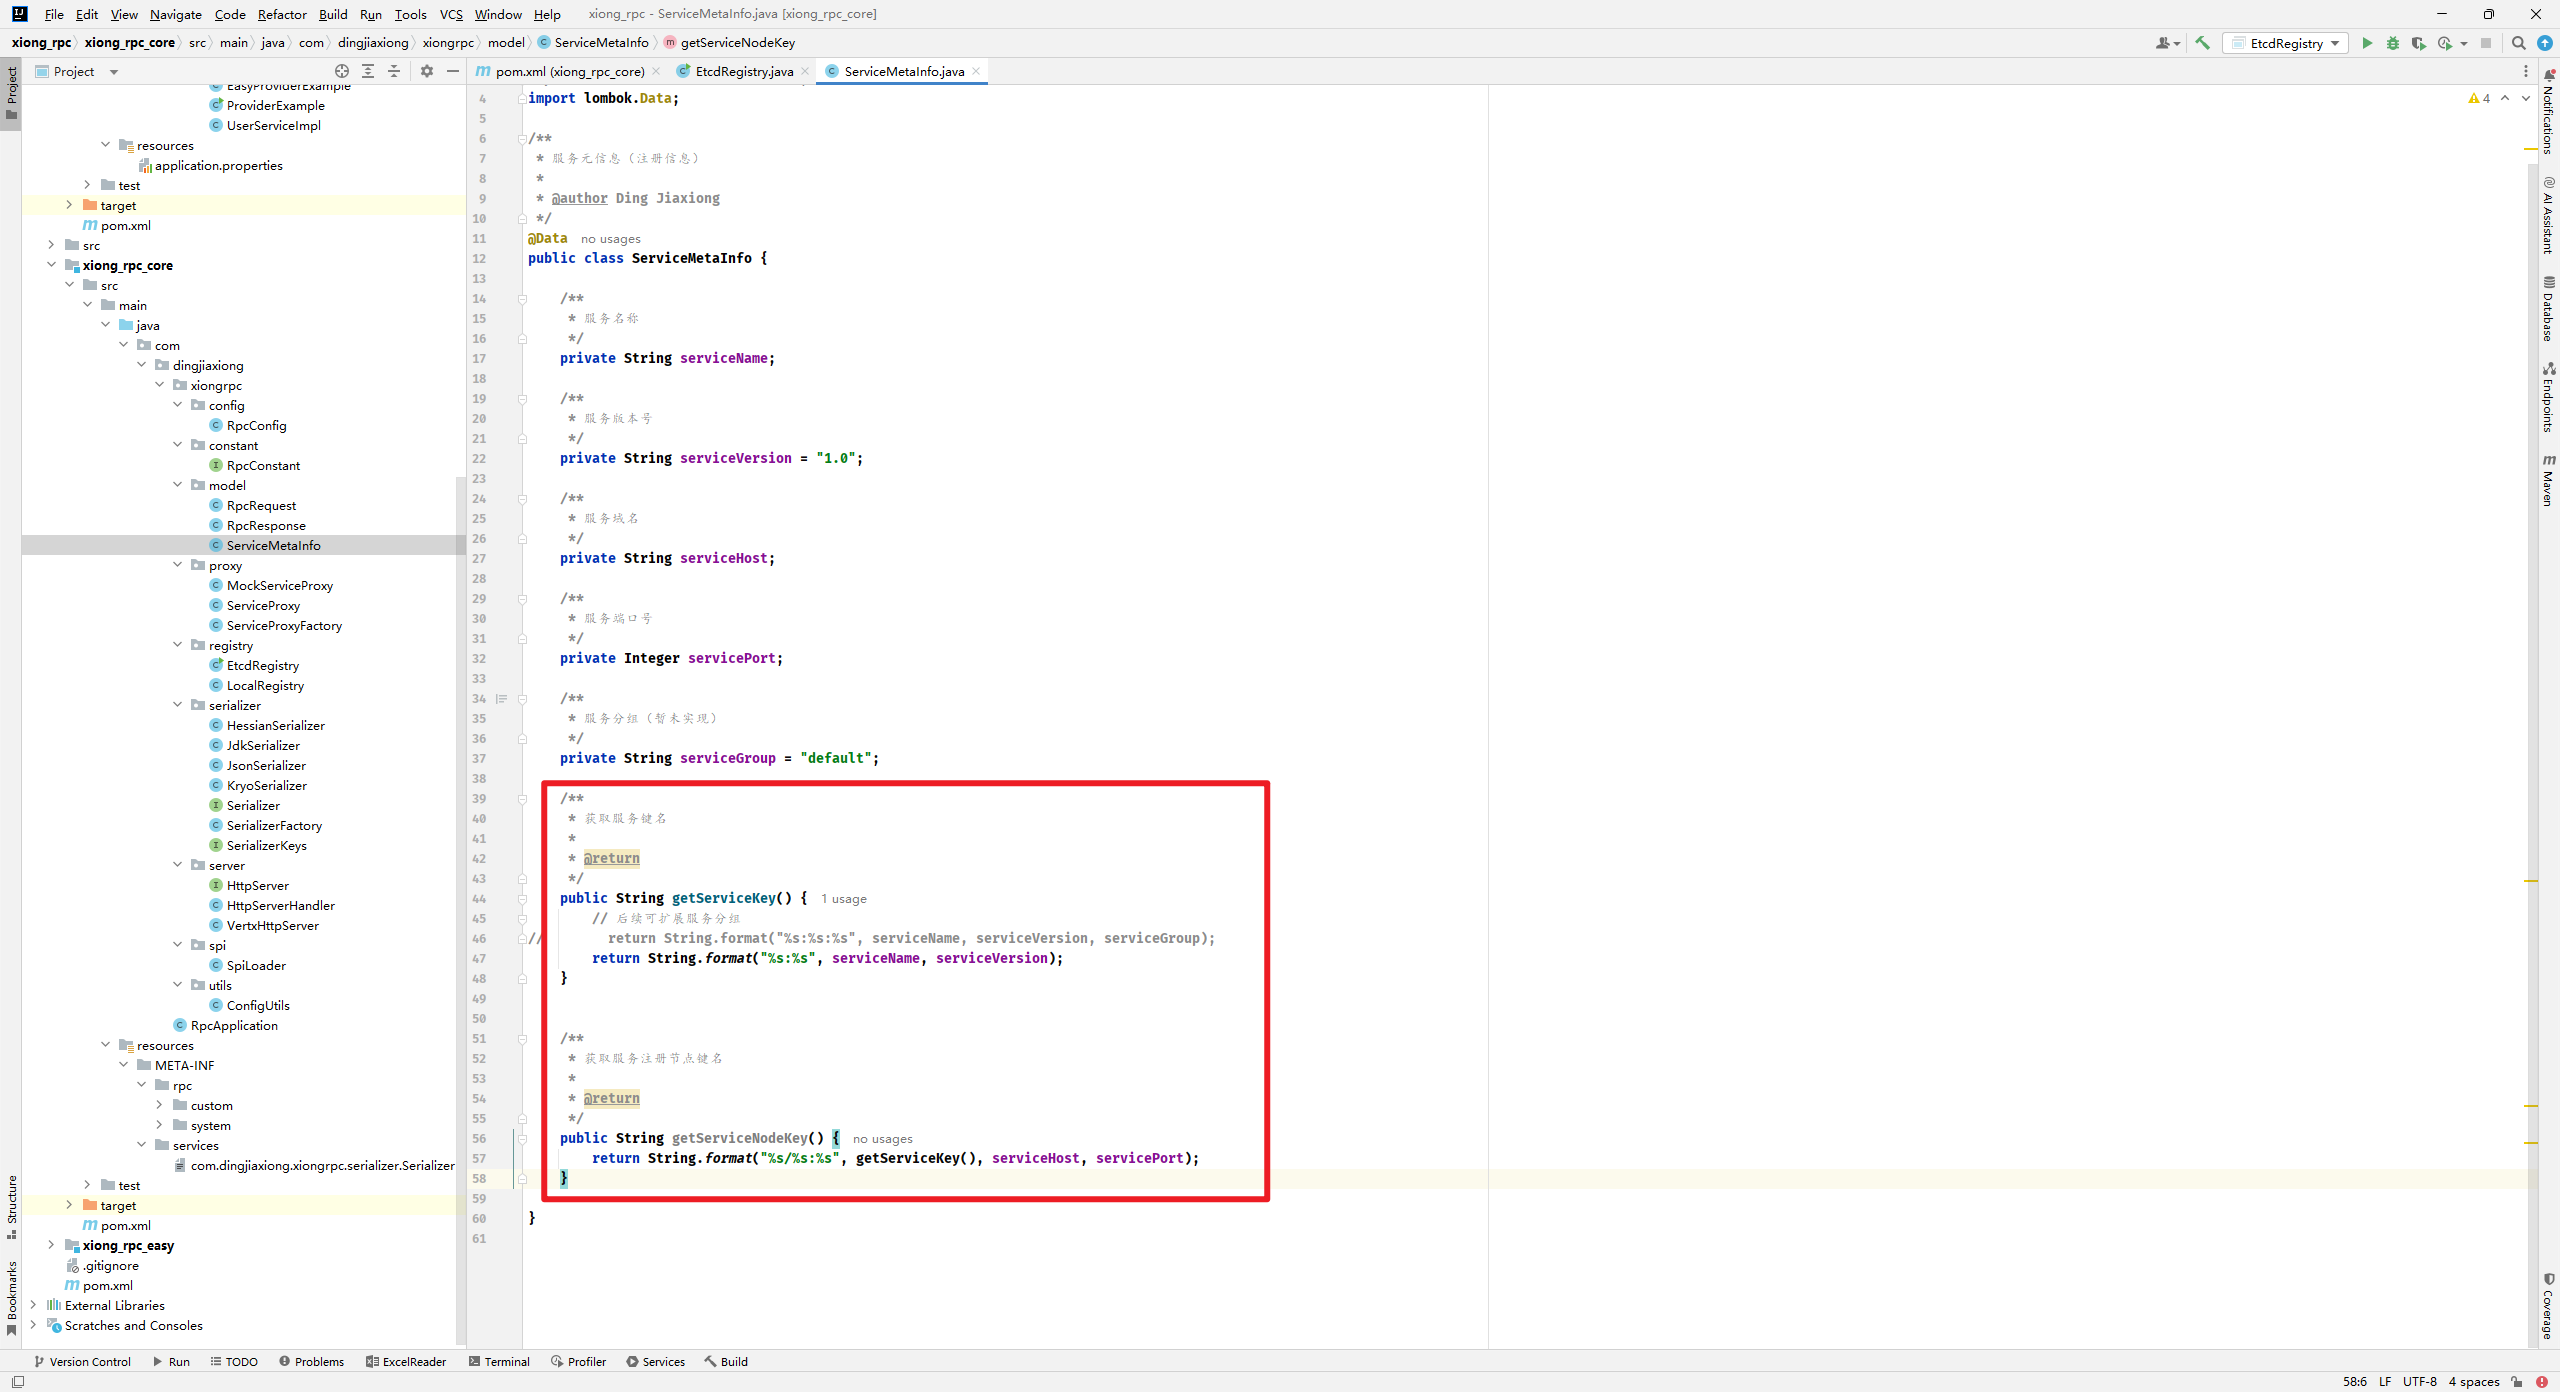 File Edit View Navigate Code Refactor Build Run Tools VCS Window Help xiong_rpc - ServiceMetaInfo.java [xiong_rpc_core]
xiong_rpc xiong_rpc_core src main java com dingjiaxiong xiongrpc model ServiceMetaInfo getServiceNodeKey EtcdRegistry
Project
pom.xml (xiong_rpc_core) EtcdRegistry.java ServiceMetaInfo.java
Project
Structure
Bookmarks
EasyProviderExample
ProviderExample
UserServiceImpl
resources
application.properties
test
target
pom.xml
src
xiong_rpc_core
src
main
java
com
dingjiaxiong
xiongrpc
config
RpcConfig
constant
RpcConstant
model
RpcRequest
RpcResponse
ServiceMetaInfo
proxy
MockServiceProxy
ServiceProxy
ServiceProxyFactory
registry
EtcdRegistry
LocalRegistry
serializer
HessianSerializer
JdkSerializer
JsonSerializer
KryoSerializer
Serializer
SerializerFactory
SerializerKeys
server
HttpServer
HttpServerHandler
VertxHttpServer
spi
SpiLoader
utils
ConfigUtils
RpcApplication
resources
META-INF
rpc
custom
system
services
com.dingjiaxiong.xiongrpc.serializer.Serializer
test
target
pom.xml
xiong_rpc_easy
.gitignore
pom.xml
External Libraries
Scratches and Consoles
4 import lombok.Data;
5
6 /**
7 * 服务元信息（注册信息）
8 *
9 * @author Ding Jiaxiong
10 */
11 @Data no usages
12 public class ServiceMetaInfo {
13
14 /**
15 * 服务名称
16 */
17 private String serviceName;
18
19 /**
20 * 服务版本号
21 */
22 private String serviceVersion = "1.0";
23
24 /**
25 * 服务域名
26 */
27 private String serviceHost;
28
29 /**
30 * 服务端口号
31 */
32 private Integer servicePort;
33
34 /**
35 * 服务分组（暂未实现）
36 */
37 private String serviceGroup = "default";
38
39 /**
40 * 获取服务键名
41 *
42 * @return
43 */
44 public String getServiceKey() { 1 usage
45 // 后续可扩展服务分组
46 // return String.format("%s:%s:%s", serviceName, serviceVersion, serviceGroup);
47 return String.format("%s:%s", serviceName, serviceVersion);
48 }
49
50
51 /**
52 * 获取服务注册节点键名
53 *
54 * @return
55 */
56 public String getServiceNodeKey() { no usages
57 return String.format("%s/%s:%s", getServiceKey(), serviceHost, servicePort);
58 }
59
60 }
61
4
Notifications
AI Assistant
Database
Endpoints
Maven
Coverage
Version Control Run TODO Problems ExcelReader Terminal Profiler Services Build
58:6 LF UTF-8 4 spaces